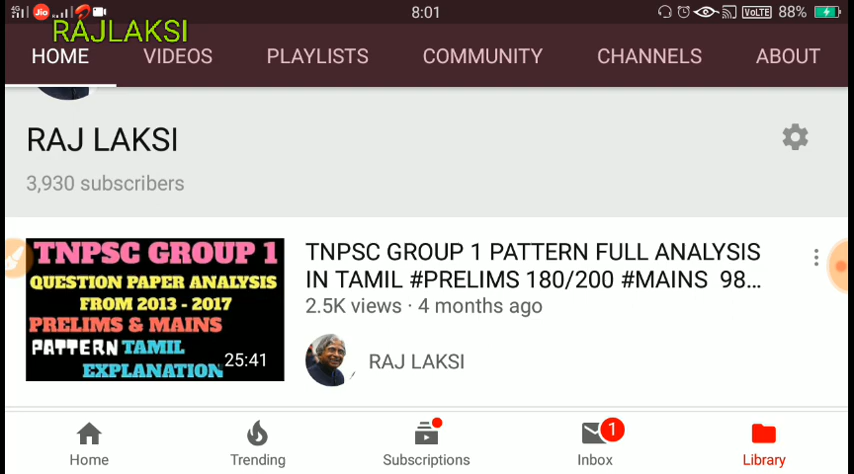 4G Jio 8:01 VoLTE 88%
RAJLAKSI
HOME VIDEOS PLAYLISTS COMMUNITY CHANNELS ABOUT
RAJ LAKSI
3,930 subscribers
TNPSC GROUP 1
QUESTION PAPER ANALYSIS
FROM 2013 - 2017
PRELIMS & MAINS
PATTERN TAMIL
EXPLANATION
25:41
TNPSC GROUP 1 PATTERN FULL ANALYSIS
IN TAMIL #PRELIMS 180/200 #MAINS 98...
2.5K views · 4 months ago
RAJ LAKSI
1
Home Trending Subscriptions Inbox Library